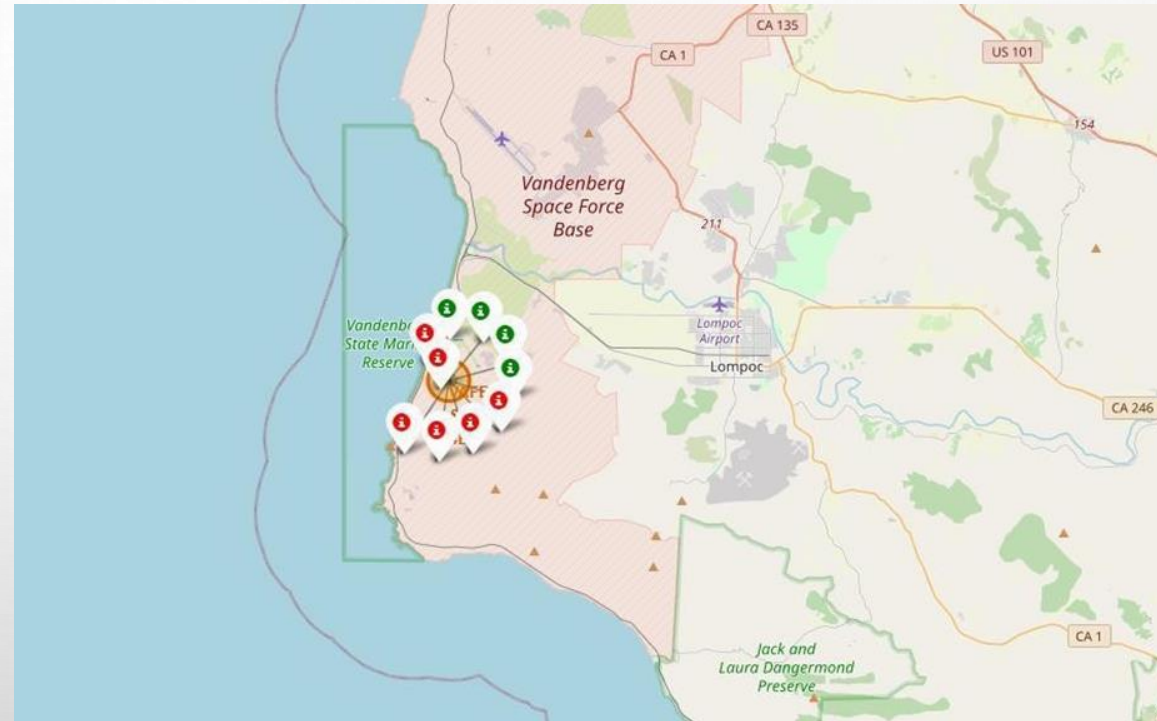 CA 135
US 101
CA 1
154
Vandenberg
Space Force
Base
211
Lompoc
Airport
Lompoc
State Mar
Reserve
CA 246
CA 1
Jack and
Laura Dangermond
Preserve